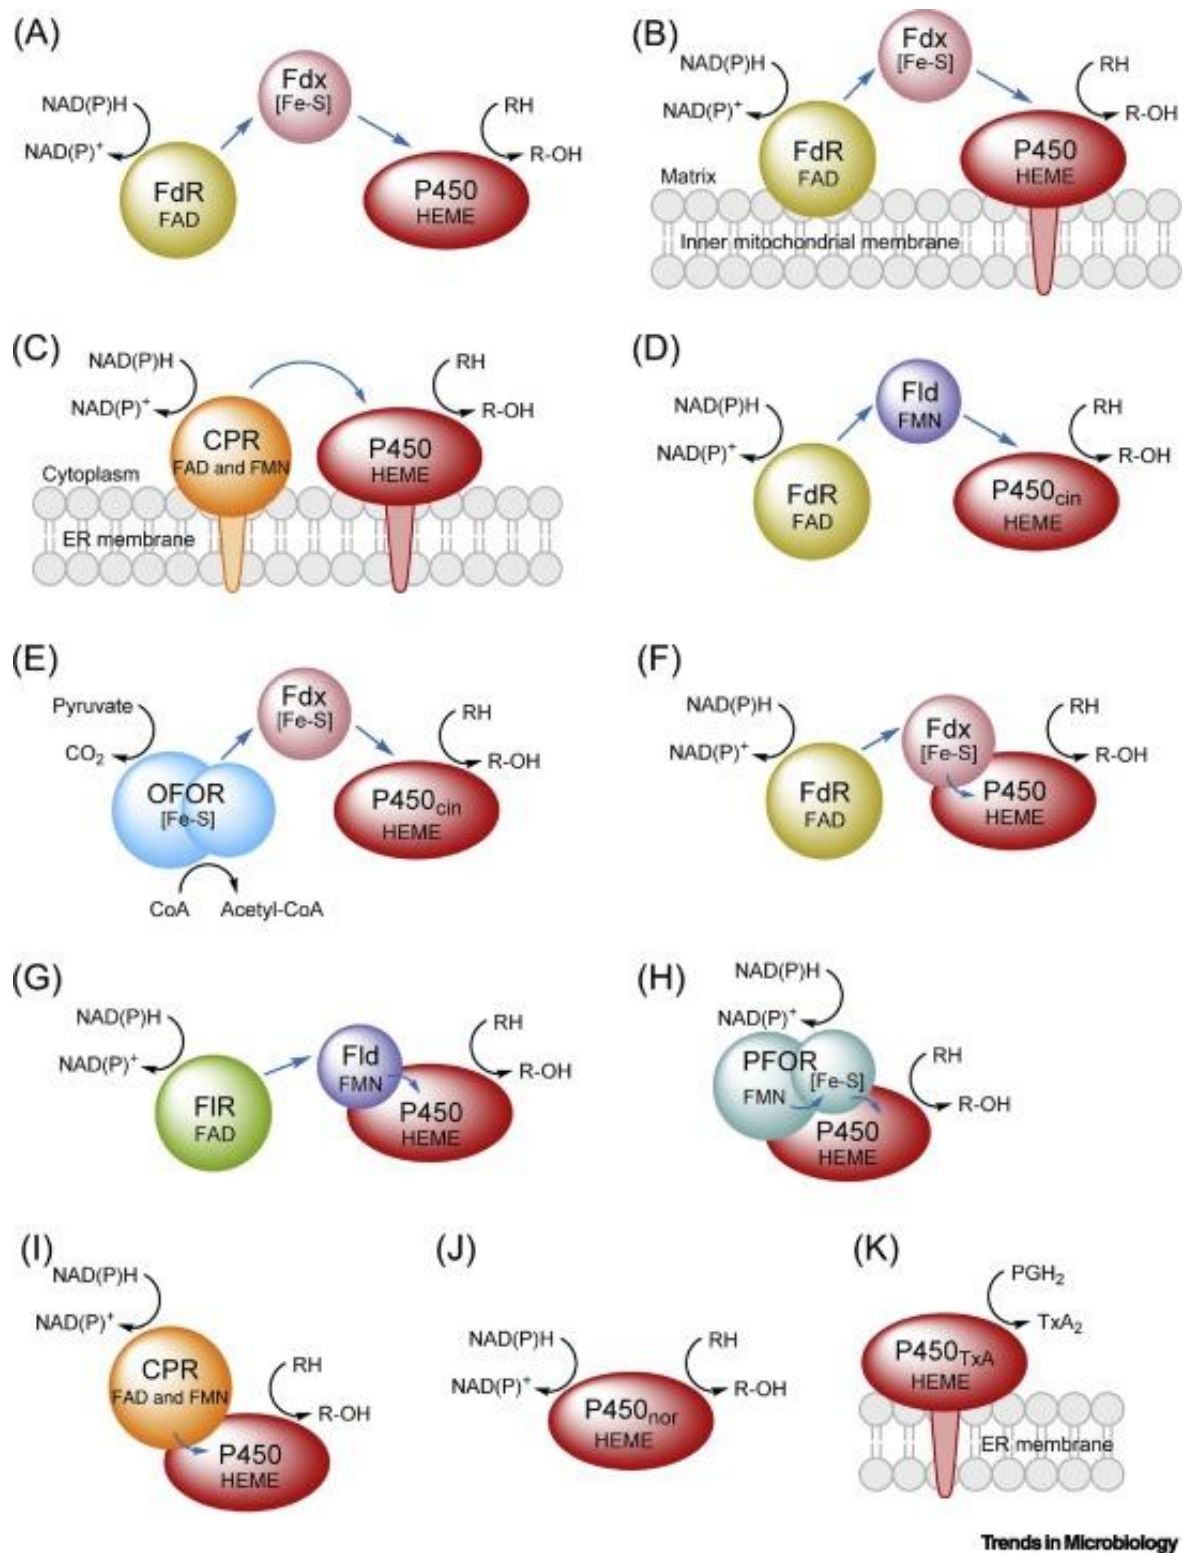 (A)
NAD(P)H
NAD(P)⁺
FdR
FAD
Fdx
[Fe-S]
RH
R-OH
P450
HEME
(B)
NAD(P)H
NAD(P)⁺
FdR
FAD
Fdx
[Fe-S]
RH
R-OH
P450
HEME
Matrix
Inner mitochondrial membrane
(C)
NAD(P)H
NAD(P)⁺
CPR
FAD and FMN
RH
R-OH
P450
HEME
Cytoplasm
ER membrane
(D)
NAD(P)H
NAD(P)⁺
FdR
FAD
Fld
FMN
RH
R-OH
P450cin
HEME
(E)
Pyruvate
CO₂
OFOR
[Fe-S]
CoA
Acetyl-CoA
Fdx
[Fe-S]
RH
R-OH
P450cin
HEME
(F)
NAD(P)H
NAD(P)⁺
FdR
FAD
Fdx
[Fe-S]
RH
R-OH
P450
HEME
(G)
NAD(P)H
NAD(P)⁺
FlR
FAD
Fld
FMN
RH
R-OH
P450
HEME
(H)
NAD(P)H
NAD(P)⁺
PFOR
FMN
[Fe-S]
RH
R-OH
P450
HEME
(I)
NAD(P)H
NAD(P)⁺
CPR
FAD and FMN
RH
R-OH
P450
HEME
(J)
NAD(P)H
NAD(P)⁺
RH
R-OH
P450nor
HEME
(K)
PGH₂
TxA₂
P450TxA
HEME
ER membrane
Trends in Microbiology